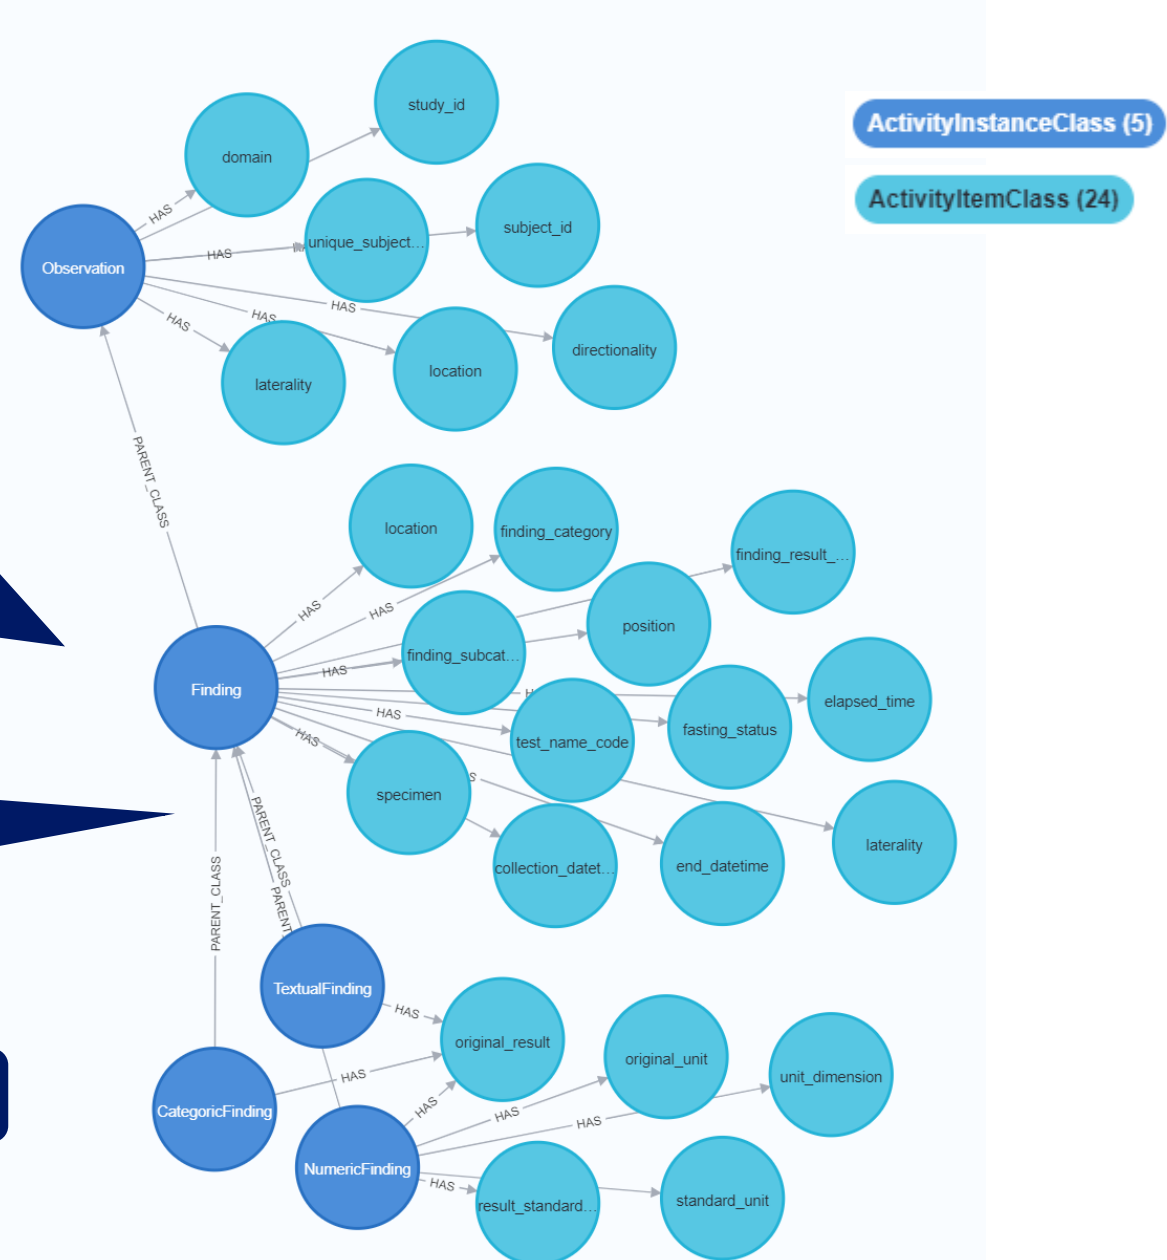 study_id
ActivityInstanceClass (5)
domain
ActivityItemClass (24)
HAS
unique_subject...
subject_id
HAS
Observation
HAS
HAS
HAS
directionality
location
laterality
PARENT_CLASS
location
finding_category
finding_result_...
HAS
HAS
position
finding_subcat...
HAS
Finding
H
elapsed_time
HAS
fasting_status
test_name_code
HAS
S
specimen
laterality
collection_datet...
end_datetime
PARENT_CLASS
PARENT_CLASS
PARENT
TextualFinding
HAS
original_result
original_unit
unit_dimension
HAS
CategoricFinding
HAS
HAS
HAS
NumericFinding
HAS
result_standard...
standard_unit